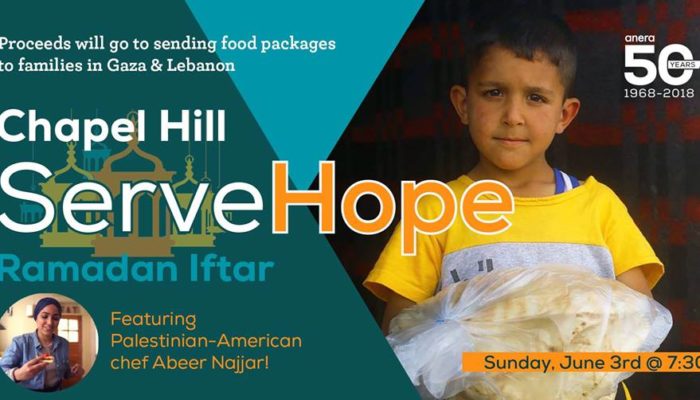 Proceeds will go to sending food packages
to families in Gaza & Lebanon
anera
50 YEARS
1968-2018
Chapel Hill
ServeHope
Ramadan Iftar
Featuring
Palestinian-American
chef Abeer Najjar!
Sunday, June 3rd @ 7:30